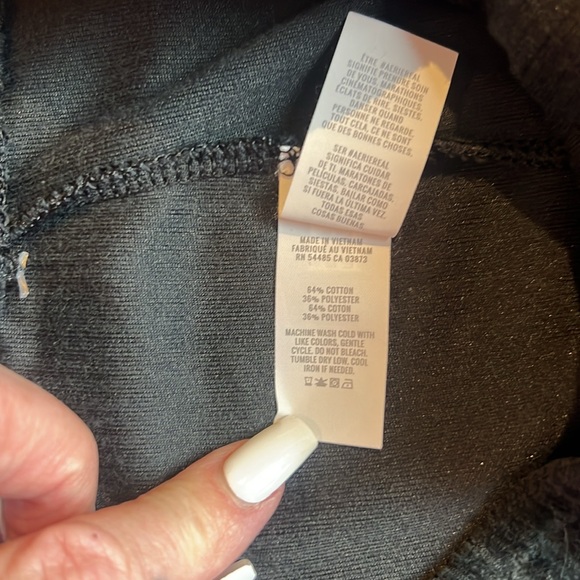 ÊTRE #AERIEREAL
SIGNIFIE PRENDRE SOIN
DE VOUS. MARATHONS
CINÉMATOGRAPHIQUES.
ÉCLATS DE RIRE. SIESTES.
DANSER QUAND
PERSONNE NE REGARDE.
TOUT CELA, CE NE SONT
QUE DES BONNES CHOSES.
SER #AERIEREAL
SIGNIFICA CUIDAR
DE TI. MARATONES DE
PELÍCULAS. CARCAJADAS.
SIESTAS. BAILAR COMO
SI FUERA LA ÚLTIMA VEZ.
TODAS ESAS
COSAS BUENAS.
MADE IN VIETNAM
FABRIQUÉ AU VIETNAM
RN 54485 CA 03873
64% COTTON
36% POLYESTER
64% COTON
36% POLYESTER
MACHINE WASH COLD WITH
LIKE COLORS, GENTLE
CYCLE. DO NOT BLEACH.
TUMBLE DRY LOW. COOL
IRON IF NEEDED.